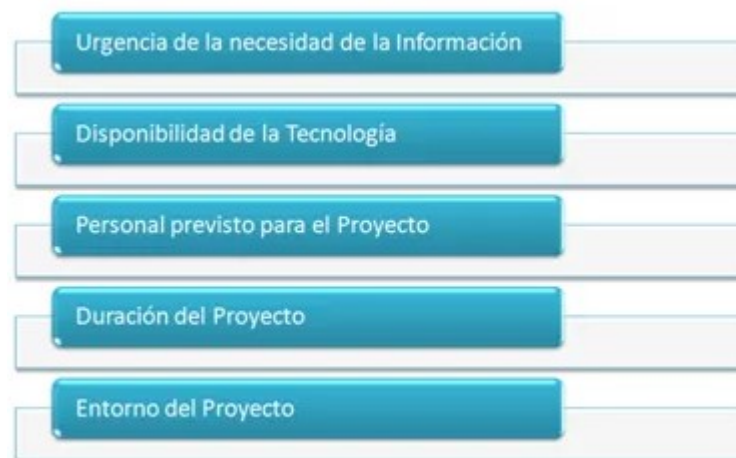 Urgencia de la necesidad de la Información
Disponibilidad de la Tecnología
Personal previsto para el Proyecto
Duración del Proyecto
Entorno del Proyecto